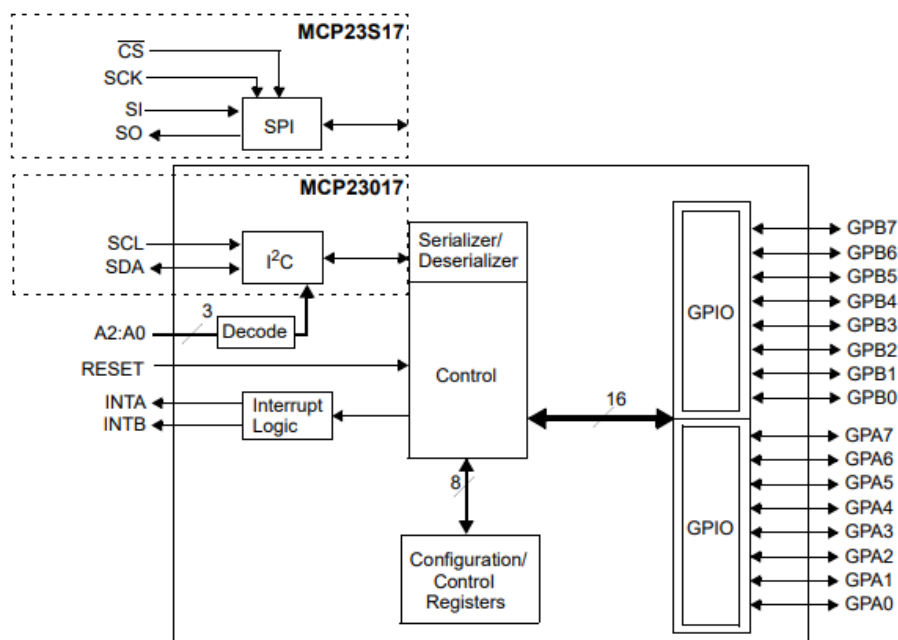 MCP23S17
CS
SCK
SI
SO
SPI
MCP23017
SCL
SDA
I²C
Serializer/
Deserializer
3
A2:A0
Decode
RESET
Control
INTA
INTB
Interrupt
Logic
16
8
Configuration/
Control
Registers
GPIO
GPB7
GPB6
GPB5
GPB4
GPB3
GPB2
GPB1
GPB0
GPIO
GPA7
GPA6
GPA5
GPA4
GPA3
GPA2
GPA1
GPA0